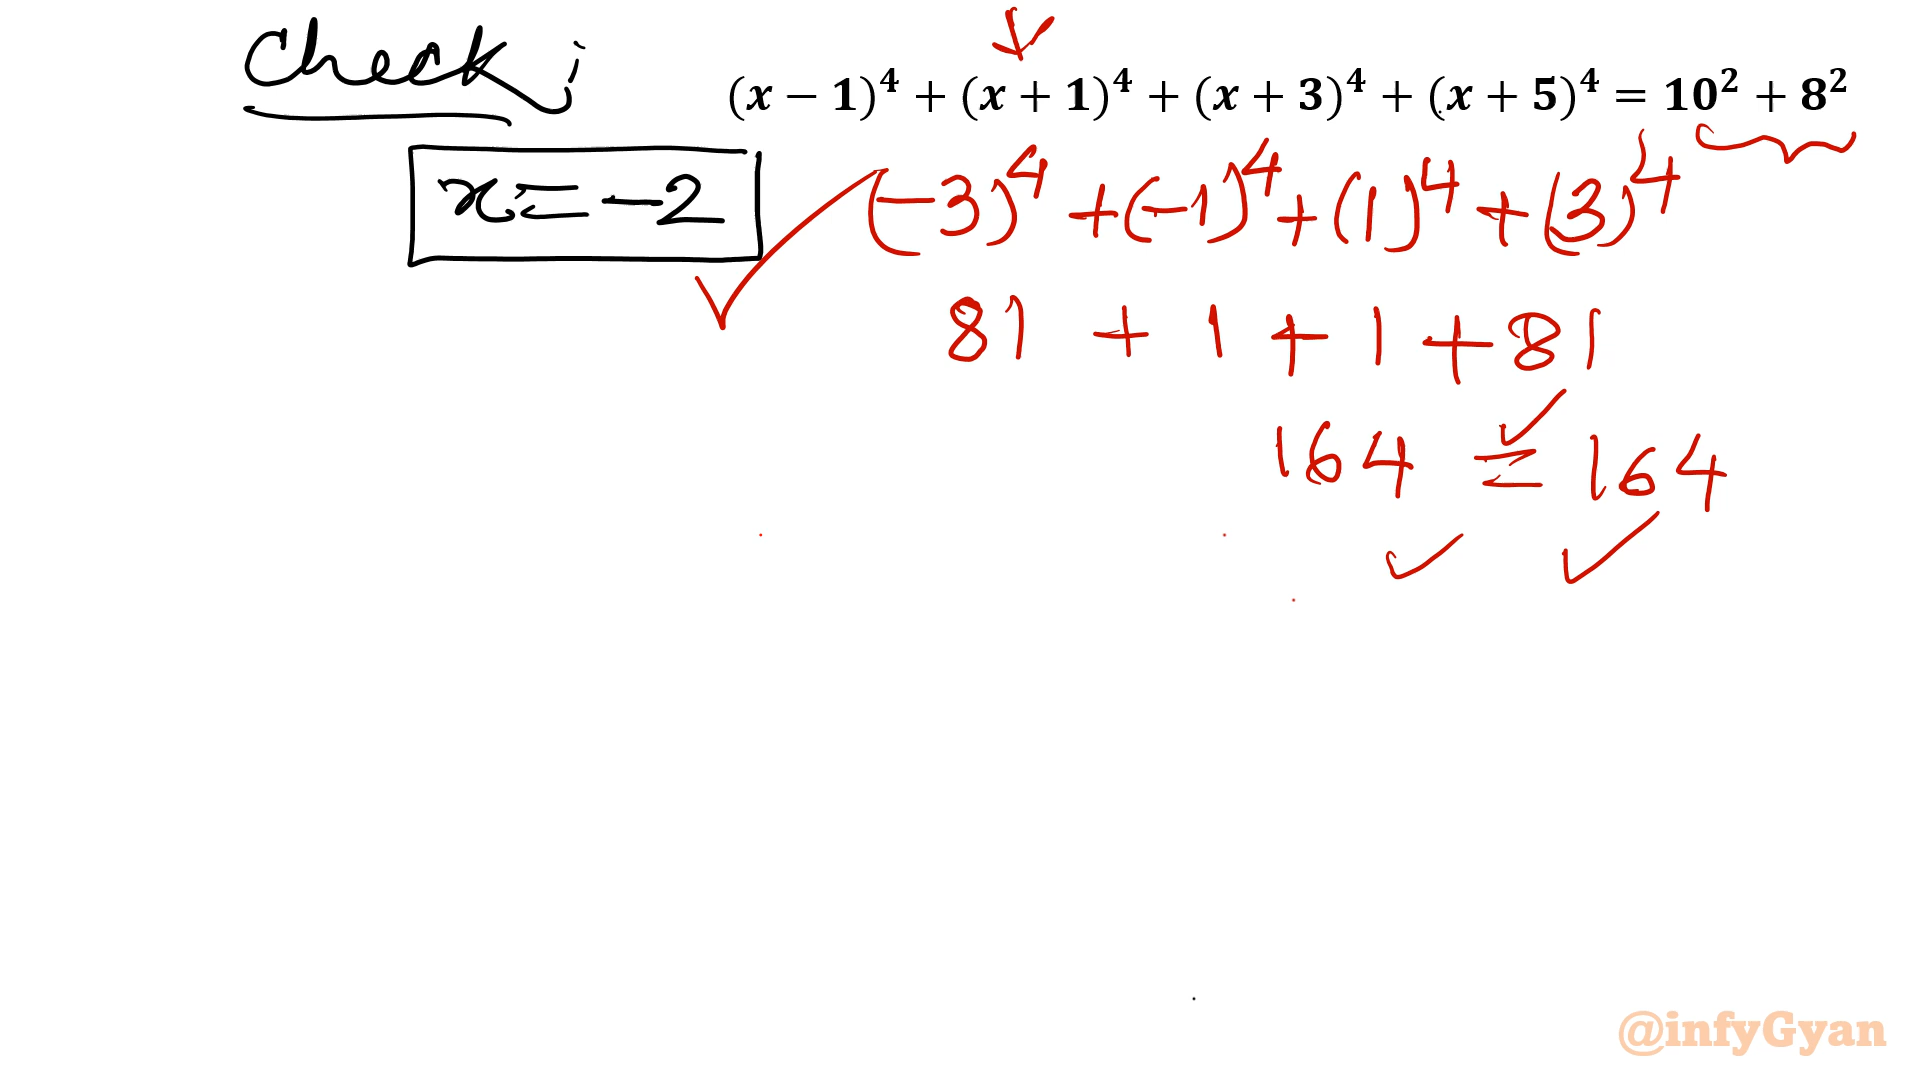 Check ;
(x − 1)⁴ + (x + 1)⁴ + (x + 3)⁴ + (x + 5)⁴ = 10² + 8²
x = −2
(−3)⁴ + (−1)⁴ + (1)⁴ + (3)⁴
81 + 1 + 1 + 81
164 = 164
@infyGyan